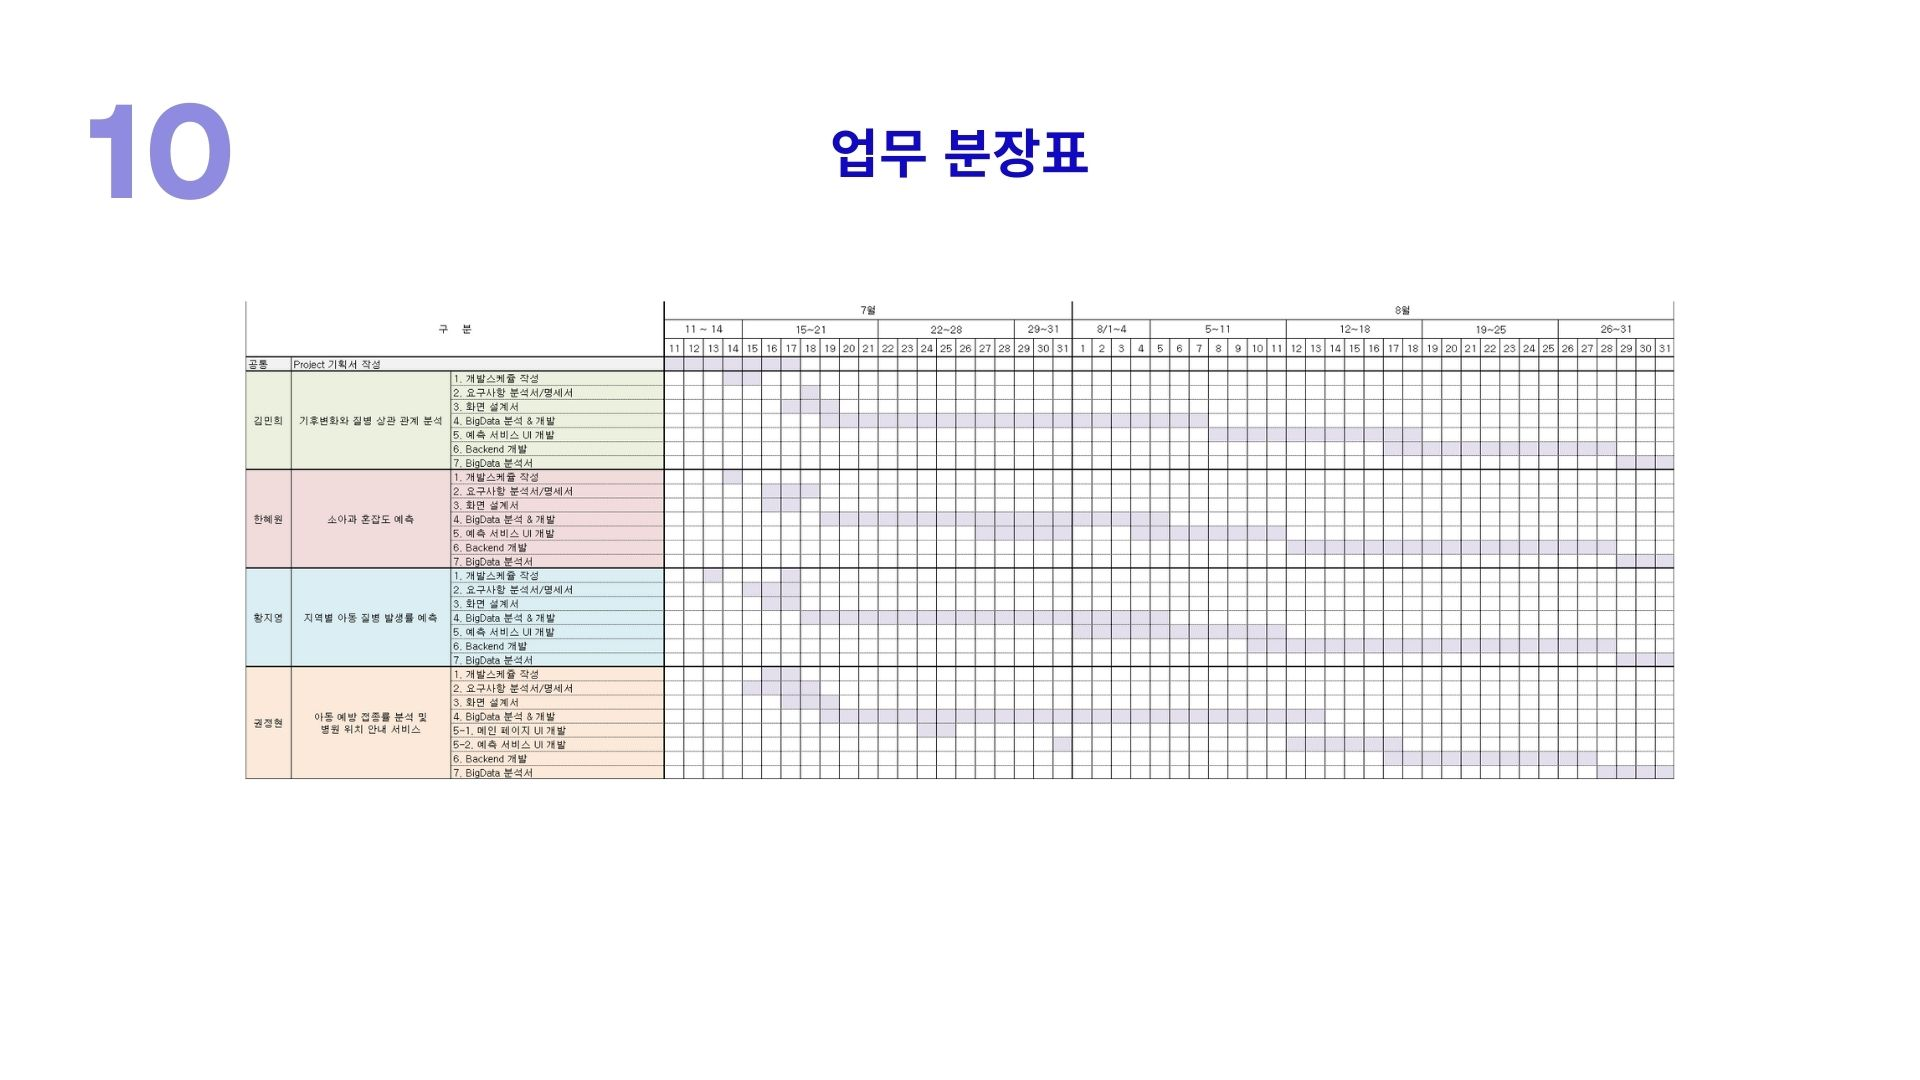 10
업무 분장표
구 분
7월
8월
11 ~ 14
15~21
22~28
29~31
8/1~4
5~11
12~18
19~25
26~31
11 12 13 14 15 16 17 18 19 20 21 22 23 24 25 26 27 28 29 30 31 1 2 3 4 5 6 7 8 9 10 11 12 13 14 15 16 17 18 19 20 21 22 23 24 25 26 27 28 29 30 31
공통
Project 기획서 작성
김민희
기후변화와 질병 상관 관계 분석
1. 개발스케쥴 작성
2. 요구사항 분석서/명세서
3. 화면 설계서
4. BigData 분석 & 개발
5. 예측 서비스 UI 개발
6. Backend 개발
7. BigData 분석서
한혜원
소아과 혼잡도 예측
1. 개발스케쥴 작성
2. 요구사항 분석서/명세서
3. 화면 설계서
4. BigData 분석 & 개발
5. 예측 서비스 UI 개발
6. Backend 개발
7. BigData 분석서
황지영
지역별 아동 질병 발생률 예측
1. 개발스케쥴 작성
2. 요구사항 분석서/명세서
3. 화면 설계서
4. BigData 분석 & 개발
5. 예측 서비스 UI 개발
6. Backend 개발
7. BigData 분석서
권정현
아동 예방 접종률 분석 및
병원 위치 안내 서비스
1. 개발스케쥴 작성
2. 요구사항 분석서/명세서
3. 화면 설계서
4. BigData 분석 & 개발
5-1. 메인 페이지 UI 개발
5-2. 예측 서비스 UI 개발
6. Backend 개발
7. BigData 분석서